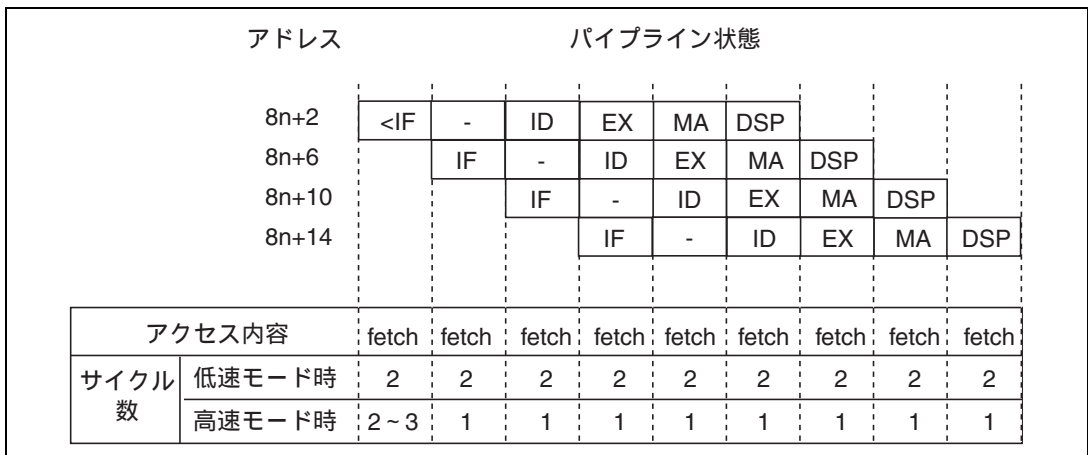 アドレス パイプライン状態
8n+2 <IF - ID EX MA DSP
8n+6 IF - ID EX MA DSP
8n+10 IF - ID EX MA DSP
8n+14 IF - ID EX MA DSP
アクセス内容 fetch fetch fetch fetch fetch fetch fetch fetch fetch
サイクル数 低速モード時 2 2 2 2 2 2 2 2 2
高速モード時 2~3 1 1 1 1 1 1 1 1